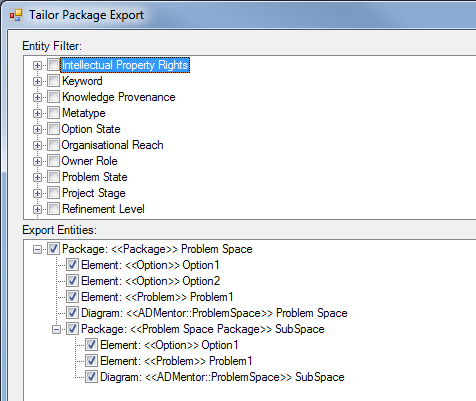 Tailor Package Export
Entity Filter:
Intellectual Property Rights
Keyword
Knowledge Provenance
Metatype
Option State
Organisational Reach
Owner Role
Problem State
Project Stage
Refinement Level
Export Entities:
Package: <<Package>> Problem Space
Element: <<Option>> Option1
Element: <<Option>> Option2
Element: <<Problem>> Problem1
Diagram: <<ADMentor::ProblemSpace>> Problem Space
Package: <<Problem Space Package>> SubSpace
Element: <<Option>> Option1
Element: <<Problem>> Problem1
Diagram: <<ADMentor::ProblemSpace>> SubSpace